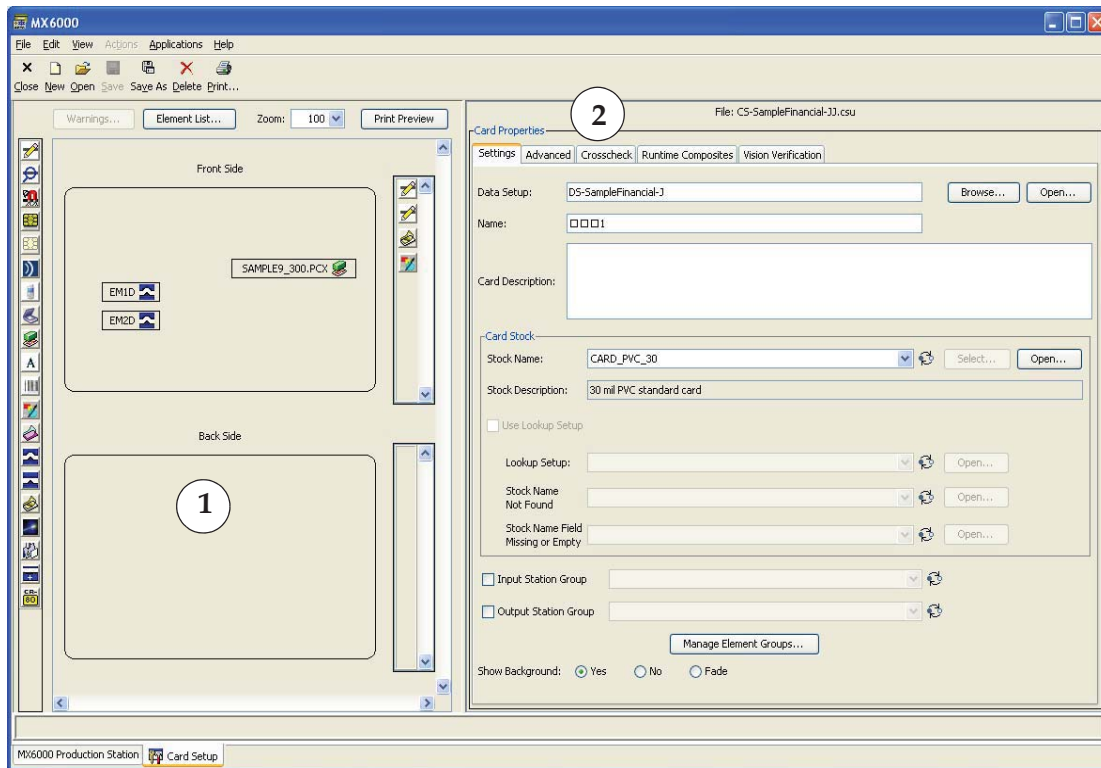 MX6000
File Edit View Actions Applications Help
Close New Open Save Save As Delete Print...
Warnings... Element List... Zoom: 100 Print Preview
Front Side
SAMPLE9_300.PCX
EM1D
EM2D
Back Side
1
2
File: CS-SampleFinancial-JJ.csu
Card Properties
Settings Advanced Crosscheck Runtime Composites Vision Verification
Data Setup: DS-SampleFinancial-J Browse... Open...
Name: □□□1
Card Description:
Card Stock
Stock Name: CARD_PVC_30 Select... Open...
Stock Description: 30 mil PVC standard card
Use Lookup Setup
Lookup Setup: Open...
Stock Name
Not Found Open...
Stock Name Field
Missing or Empty Open...
Input Station Group
Output Station Group
Manage Element Groups...
Show Background: Yes No Fade
MX6000 Production Station Card Setup